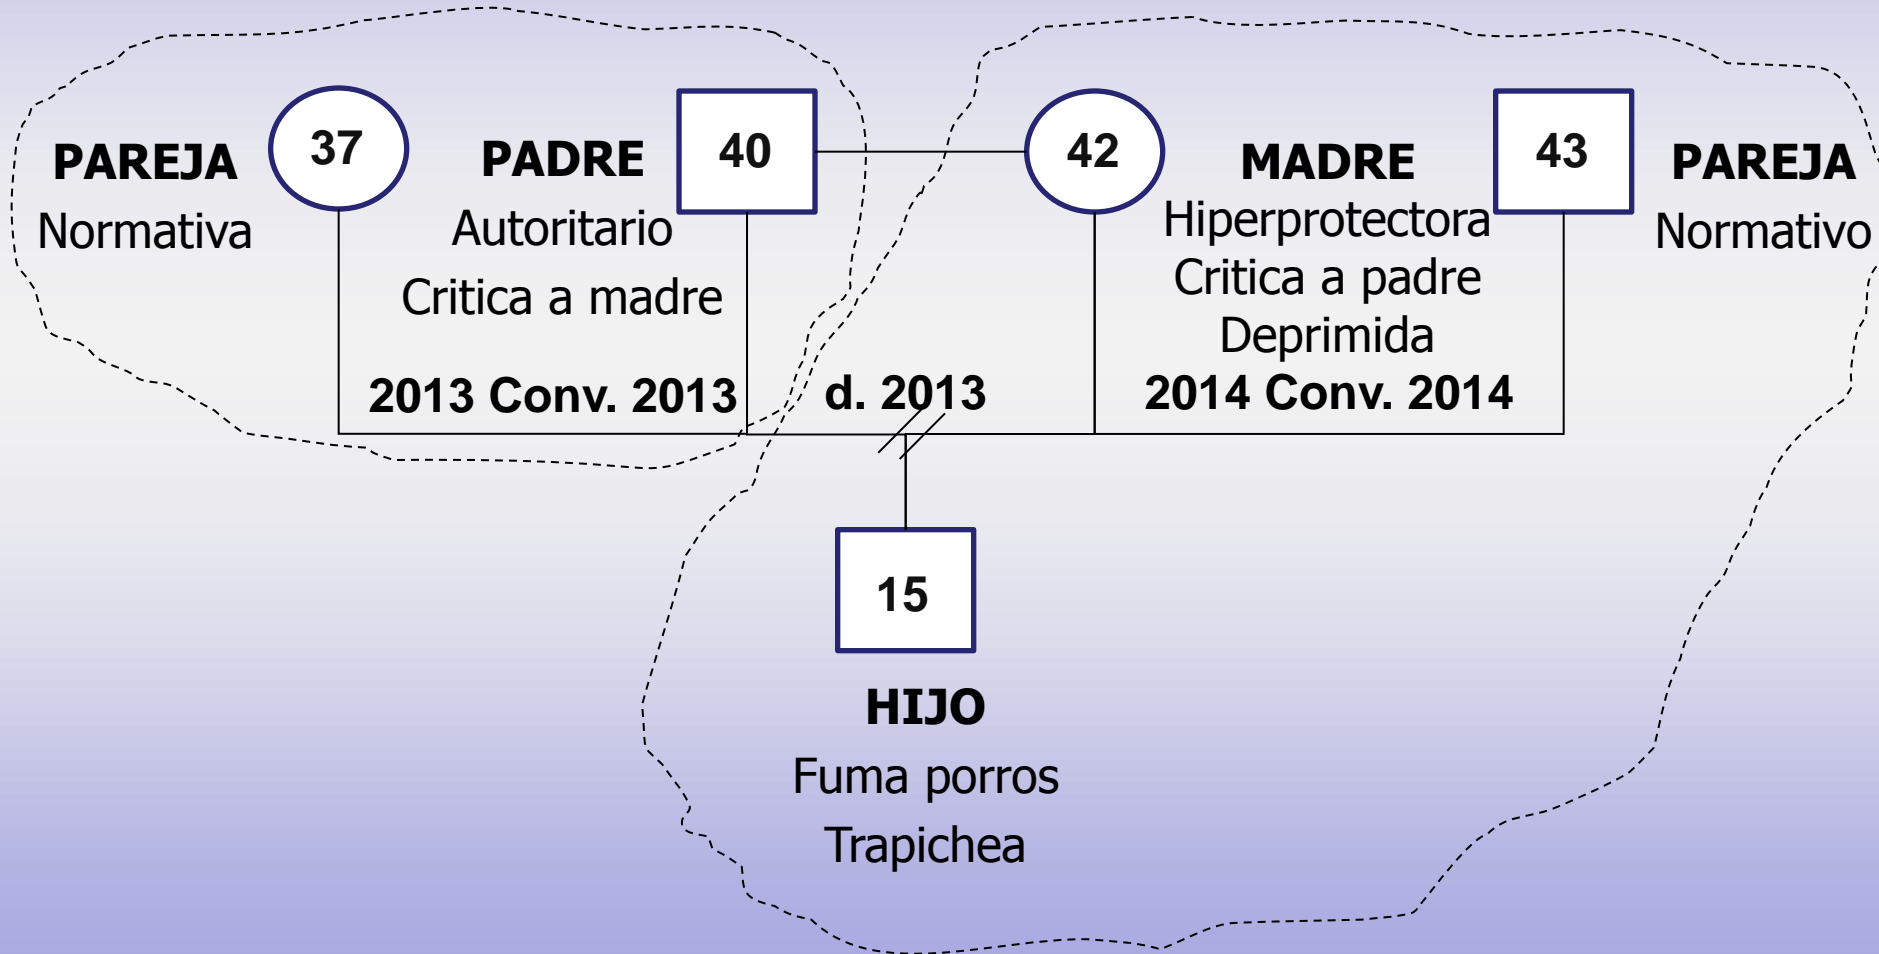 37
PAREJA
Normativa
PADRE
Autoritario
Critica a madre
40
42
MADRE
Hiperprotectora
Critica a padre
Deprimida
43
PAREJA
Normativo
2013 Conv. 2013
d. 2013
2014 Conv. 2014
15
HIJO
Fuma porros
Trapichea